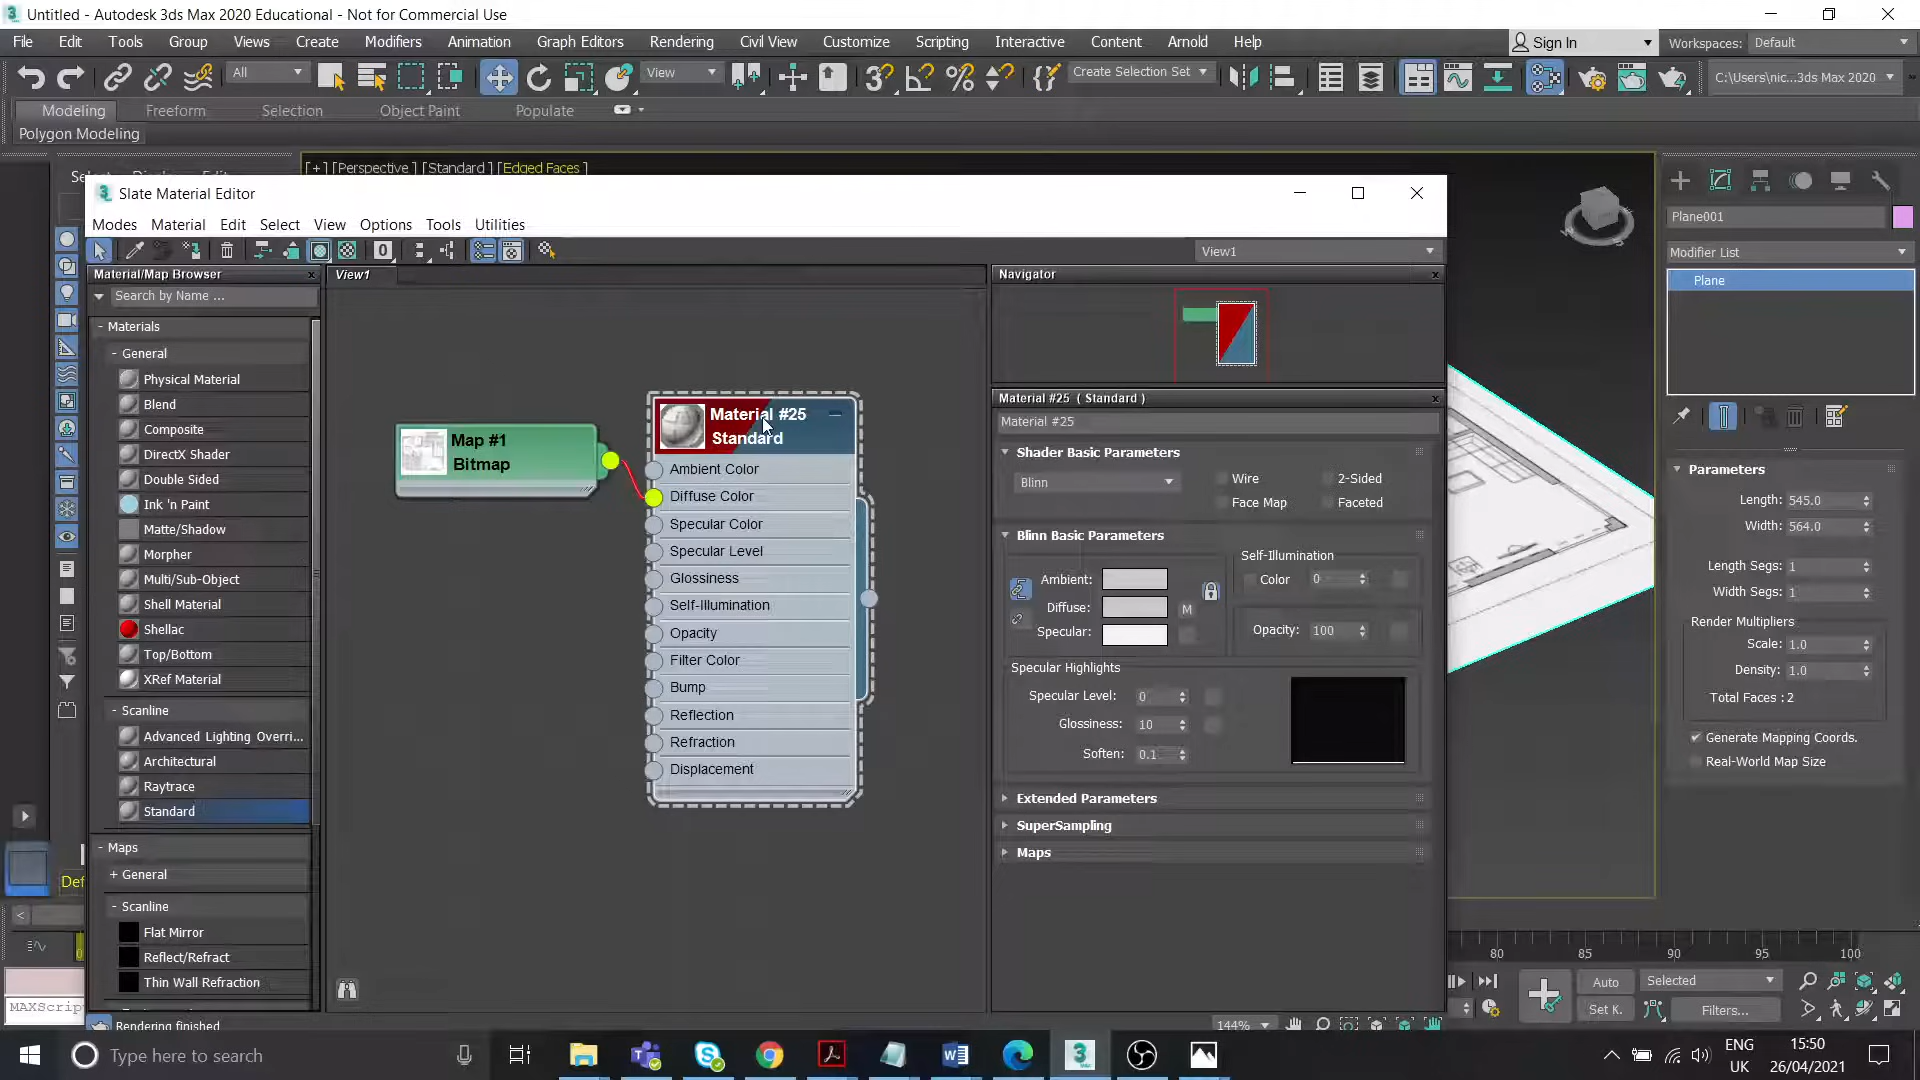 Untitled - Autodesk 3ds Max 2020 Educational - Not for Commercial Use
File Edit Tools Group Views Create Modifiers Animation Graph Editors Rendering Civil View Customize Scripting Interactive Content Arnold Help Sign In Workspaces: Default
All View Create Selection Set C:\Users\nic...3ds Max 2020
Modeling Freeform Selection Object Paint Populate
Polygon Modeling
[+] [Perspective] [Standard] [Edged Faces]
Slate Material Editor
Modes Material Edit Select View Options Tools Utilities
View1
Material/Map Browser
Search by Name ...
- Materials
- General
Physical Material
Blend
Composite
DirectX Shader
Double Sided
Ink 'n Paint
Matte/Shadow
Morpher
Multi/Sub-Object
Shell Material
Shellac
Top/Bottom
XRef Material
- Scanline
Advanced Lighting Overri...
Architectural
Raytrace
Standard
- Maps
+ General
- Scanline
Flat Mirror
Reflect/Refract
Thin Wall Refraction
Rendering finished
View1
Map #1
Bitmap
Material #25
Standard
Ambient Color
Diffuse Color
Specular Color
Specular Level
Glossiness
Self-Illumination
Opacity
Filter Color
Bump
Reflection
Refraction
Displacement
Navigator
Material #25 ( Standard )
Material #25
Shader Basic Parameters
Blinn Wire 2-Sided
Face Map Faceted
Blinn Basic Parameters
Self-Illumination
Ambient: Color 0
Diffuse: M
Specular: Opacity: 100
Specular Highlights
Specular Level: 0
Glossiness: 10
Soften: 0.1
Extended Parameters
SuperSampling
Maps
144%
Plane001
Modifier List
Plane
Parameters
Length: 545.0
Width: 564.0
Length Segs: 1
Width Segs: 1
Render Multipliers
Scale: 1.0
Density: 1.0
Total Faces : 2
Generate Mapping Coords.
Real-World Map Size
80 85 90 95 100
Auto Selected
Set K. Filters...
MAXScrip
Type here to search
ENG
UK
15:50
26/04/2021